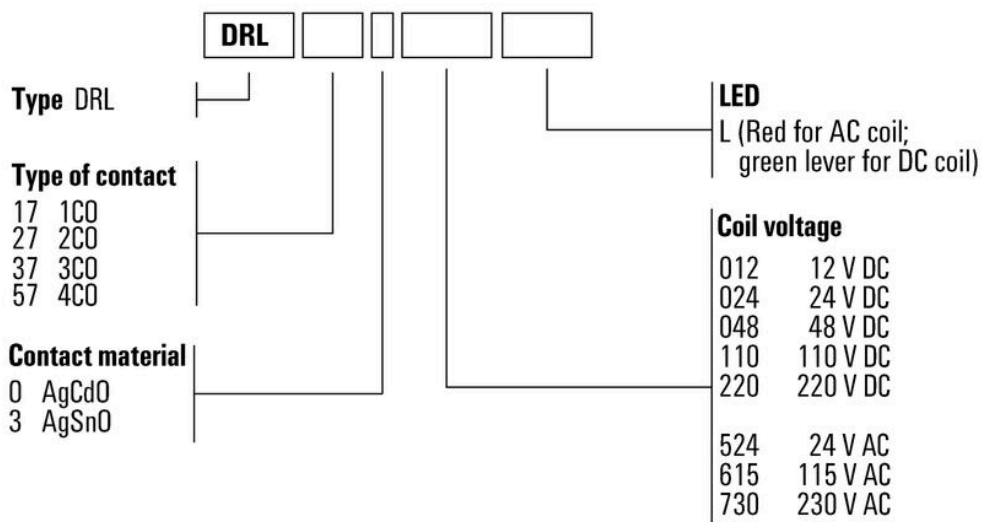 DRL
Type DRL
Type of contact
17 1CO
27 2CO
37 3CO
57 4CO
Contact material
0 AgCdO
3 AgSnO
LED
L (Red for AC coil;
green lever for DC coil)
Coil voltage
012 12 V DC
024 24 V DC
048 48 V DC
110 110 V DC
220 220 V DC
524 24 V AC
615 115 V AC
730 230 V AC